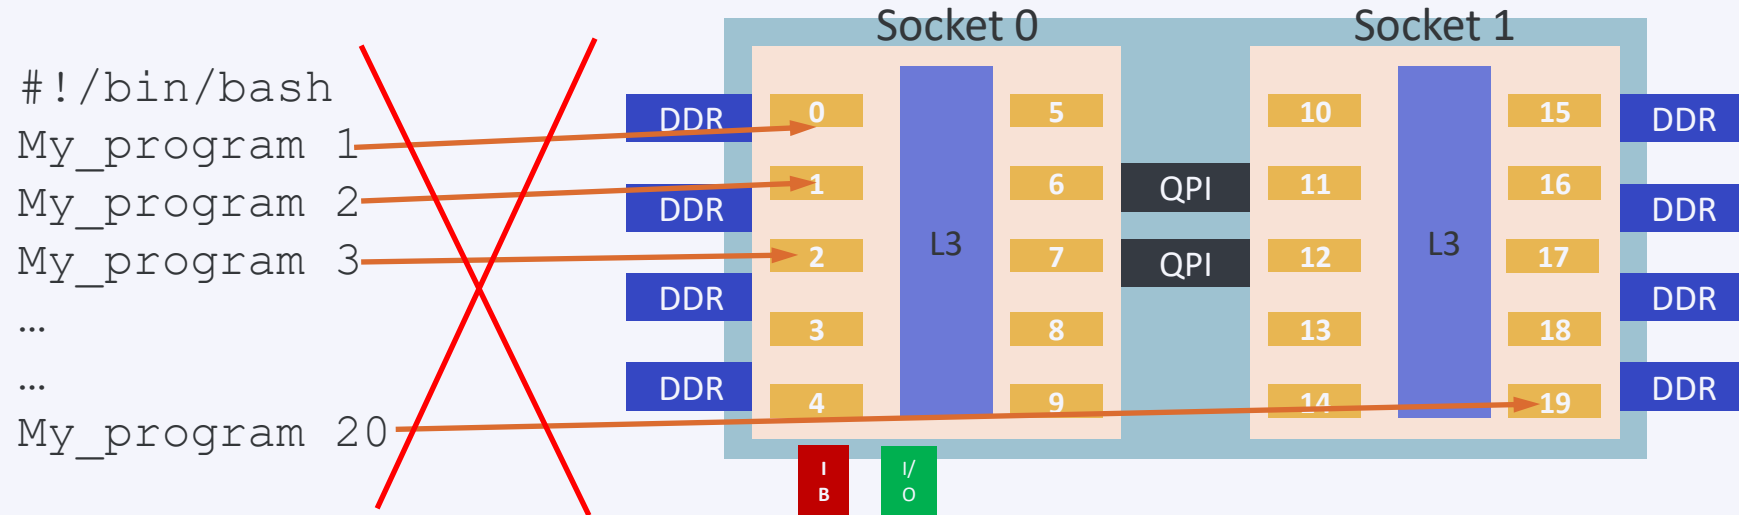 #!/bin/bash
My_program 1
My_program 2
My_program 3
…
…
My_program 20
Socket 0
Socket 1
DDR
DDR
DDR
DDR
0
1
2
3
4
L3
5
6
7
8
9
QPI
QPI
10
11
12
13
14
L3
15
16
17
18
19
DDR
DDR
DDR
DDR
I
B
I/
O